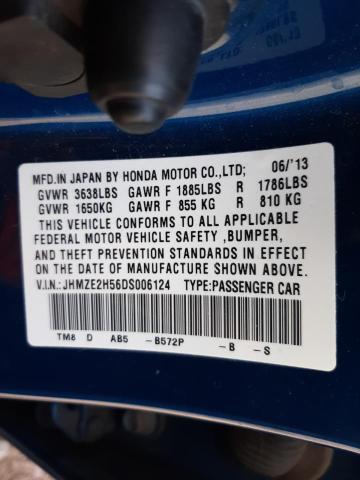 MFD.IN JAPAN BY HONDA MOTOR CO.,LTD; 06/'13
GVWR 3638LBS GAWR F 1885LBS R 1786LBS
GVWR 1650KG GAWR F 855 KG R 810 KG
THIS VEHICLE CONFORMS TO ALL APPLICABLE
FEDERAL MOTOR VEHICLE SAFETY ,BUMPER,
AND THEFT PREVENTION STANDARDS IN EFFECT
ON THE DATE OF MANUFACTURE SHOWN ABOVE.
V.I.N.: JHMZE2H56DS006124 TYPE:PASSENGER CAR
TM8 D AB5 -B572P -B -S